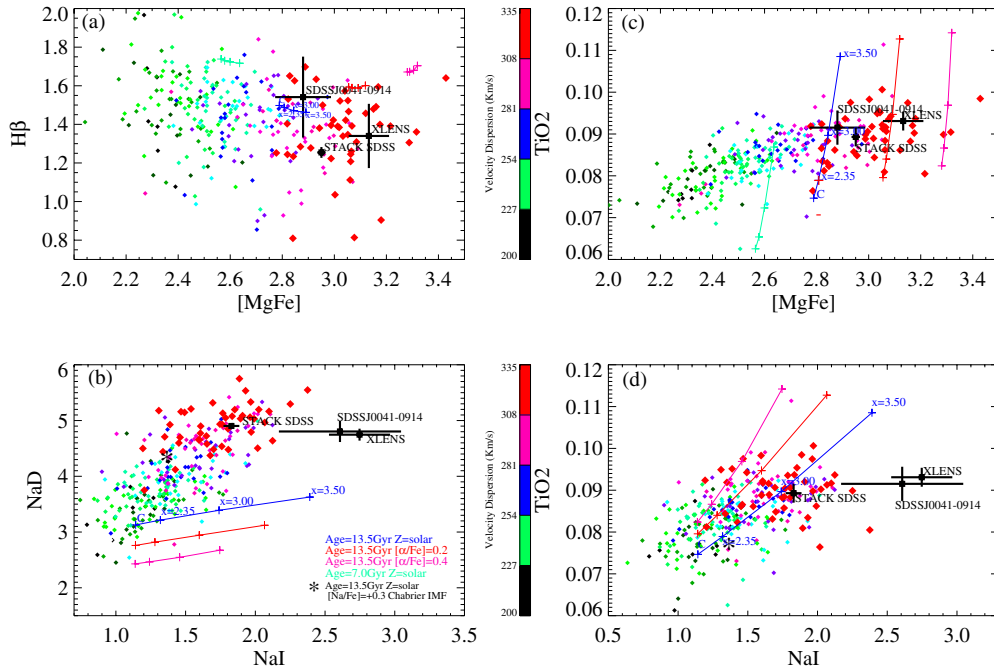 (a)
SDSSJ0041-0914
x=3.00
x=3.50
XLENS
STACK SDSS
Hβ
2.0
1.8
1.6
1.4
1.2
1.0
0.8
2.0 2.2 2.4 2.6 2.8 3.0 3.2 3.4
[MgFe]
335
308
281
254
227
200
Velocity Dispersion (Km/s)
(c)
x=3.50
SDSSJ0041-0914
XLENS
STACK SDSS
x=2.35
C
TiO2
0.12
0.11
0.10
0.09
0.08
0.07
0.06
2.0 2.2 2.4 2.6 2.8 3.0 3.2 3.4
[MgFe]
(b)
STACK SDSS
SDSSJ0041-0914
XLENS
C
x=2.35
x=3.00
x=3.50
Age=13.5Gyr Z=solar
Age=13.5Gyr [α/Fe]=0.2
Age=13.5Gyr [α/Fe]=0.4
Age=7.0Gyr Z=solar
* Age=13.5Gyr Z=solar
[Na/Fe]=+0.3 Chabrier IMF
NaD
6
5
4
3
2
1.0 1.5 2.0 2.5 3.0 3.5
NaI
335
308
281
254
227
200
Velocity Dispersion (Km/s)
(d)
x=3.50
XLENS
x=3.00
STACK SDSS
SDSSJ0041-0914
C
2.35
TiO2
0.12
0.11
0.10
0.09
0.08
0.07
0.06
0.5 1.0 1.5 2.0 2.5 3.0
NaI